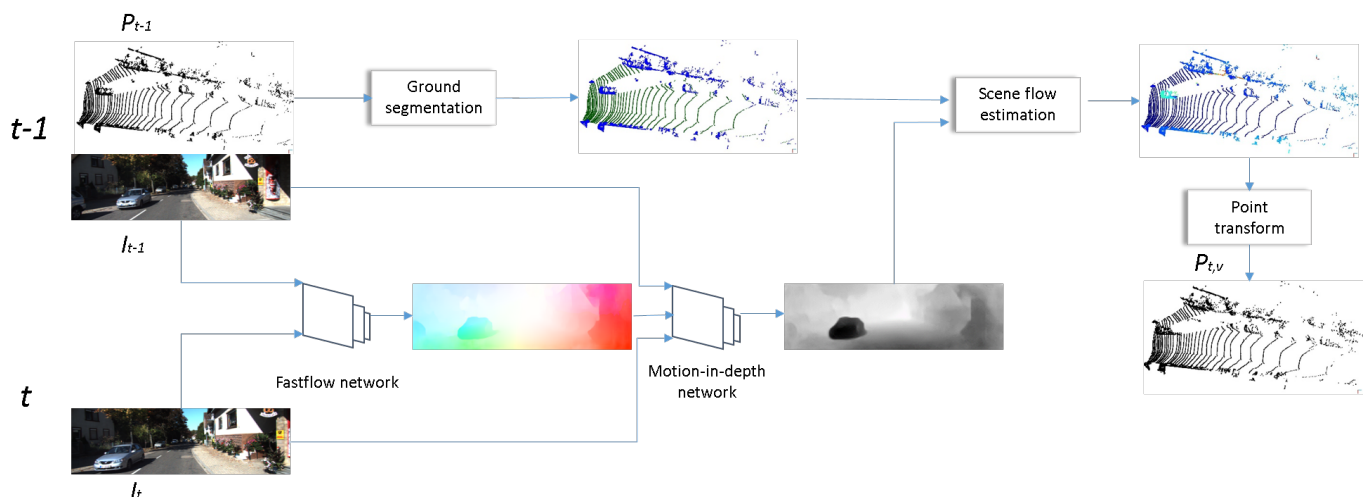 Pt-1
Ground
segmentation
Scene flow
estimation
t-1
Point
transform
It-1
Pt,v
Fastflow network
Motion-in-depth
network
t
It